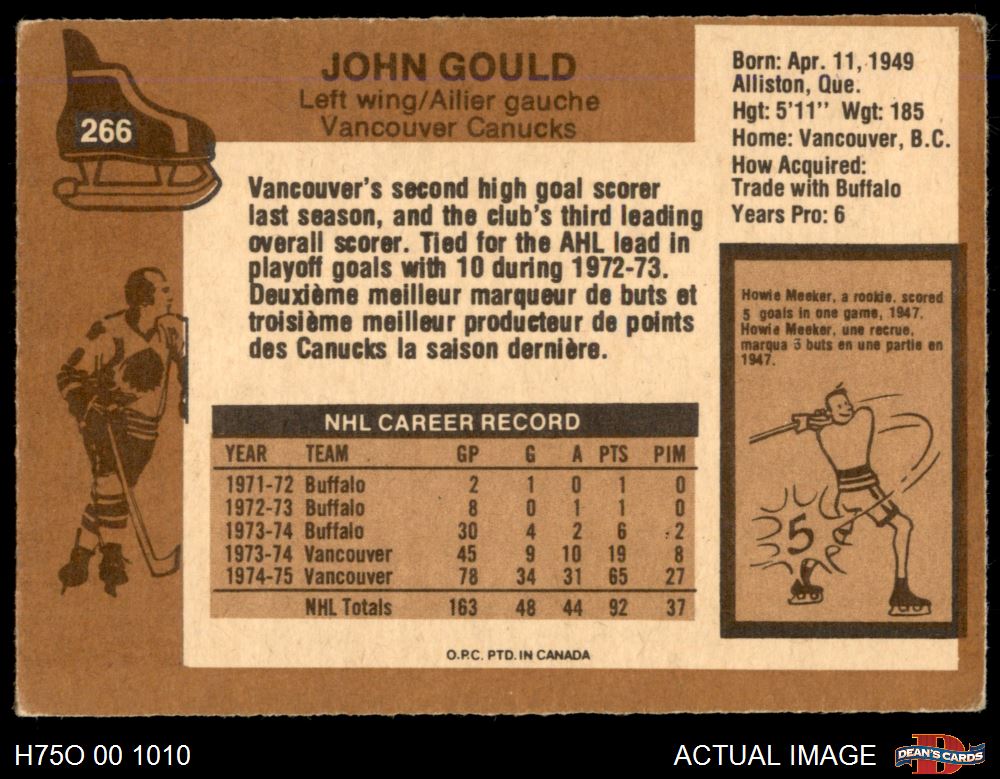 266
JOHN GOULD
Left wing/Ailier gauche
Vancouver Canucks
Born: Apr. 11, 1949
Alliston, Que.
Hgt: 5'11" Wgt: 185
Home: Vancouver, B.C.
How Acquired:
Trade with Buffalo
Years Pro: 6
Vancouver's second high goal scorer
last season, and the club's third leading
overall scorer. Tied for the AHL lead in
playoff goals with 10 during 1972-73.
Deuxième meilleur marqueur de buts et
troisième meilleur producteur de points
des Canucks la saison dernière.
Howie Meeker, a rookie, scored
5 goals in one game, 1947.
Howie Meeker, une recrue,
marqua 3 buts en une partie en
1947.
5
NHL CAREER RECORD
YEAR TEAM GP G A PTS PIM
1971-72 Buffalo 2 1 0 1 0
1972-73 Buffalo 8 0 1 1 0
1973-74 Buffalo 30 4 2 6 2
1973-74 Vancouver 45 9 10 19 8
1974-75 Vancouver 78 34 31 65 27
NHL Totals 163 48 44 92 37
O.P.C. PTD. IN CANADA
H75O 00 1010
ACTUAL IMAGE
DEAN'S CARDS